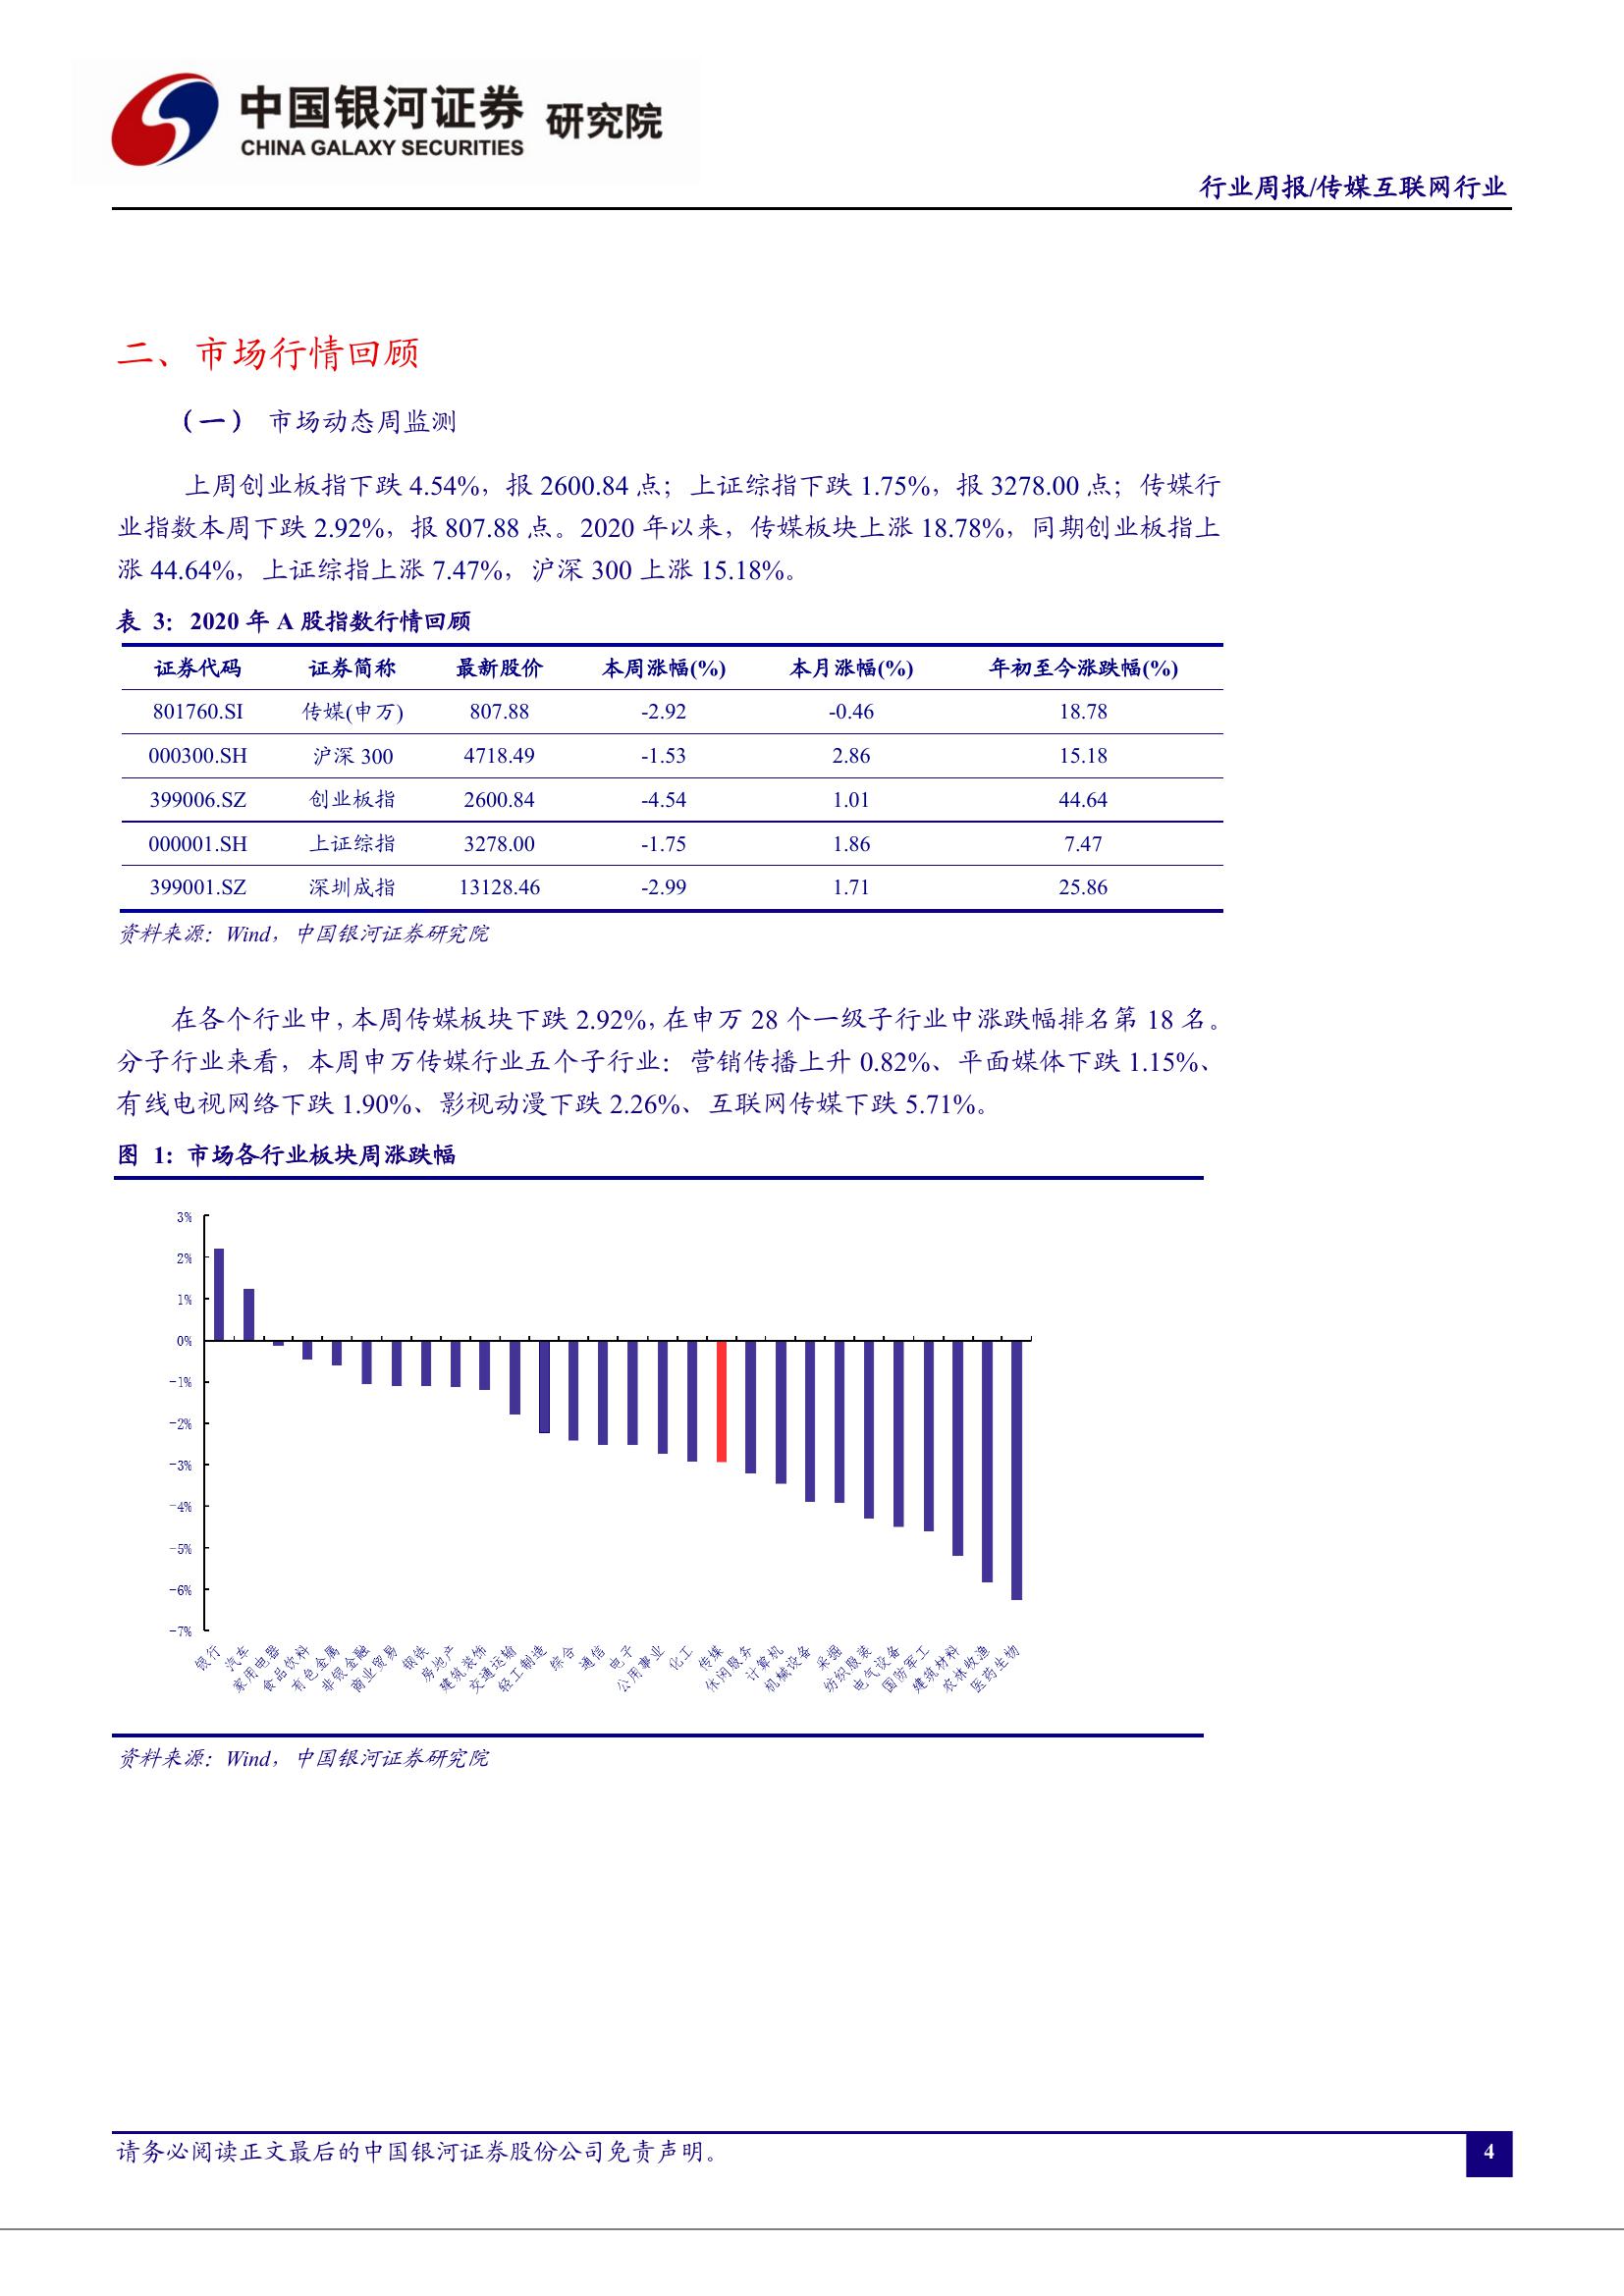 中国银河证券 研究院
CHINA GALAXY SECURITIES
行业周报/传媒互联网行业
二、市场行情回顾
（一） 市场动态周监测
上周创业板指下跌 4.54%，报 2600.84 点；上证综指下跌 1.75%，报 3278.00 点；传媒行
业指数本周下跌 2.92%，报 807.88 点。2020 年以来，传媒板块上涨 18.78%，同期创业板指上
涨 44.64%，上证综指上涨 7.47%，沪深 300 上涨 15.18%。
表 3：2020 年 A 股指数行情回顾
证券代码 证券简称 最新股价 本周涨幅(%) 本月涨幅(%) 年初至今涨跌幅(%)
801760.SI 传媒(申万) 807.88 -2.92 -0.46 18.78
000300.SH 沪深 300 4718.49 -1.53 2.86 15.18
399006.SZ 创业板指 2600.84 -4.54 1.01 44.64
000001.SH 上证综指 3278.00 -1.75 1.86 7.47
399001.SZ 深圳成指 13128.46 -2.99 1.71 25.86
资料来源：Wind，中国银河证券研究院
在各个行业中，本周传媒板块下跌 2.92%，在申万 28 个一级子行业中涨跌幅排名第 18 名。
分子行业来看，本周申万传媒行业五个子行业：营销传播上升 0.82%、平面媒体下跌 1.15%、
有线电视网络下跌 1.90%、影视动漫下跌 2.26%、互联网传媒下跌 5.71%。
图 1：市场各行业板块周涨跌幅
3%
2%
1%
0%
-1%
-2%
-3%
-4%
-5%
-6%
-7%
银行 汽车 家用电器 食品饮料 有色金属 非银金融 商业贸易 钢铁 房地产 建筑装饰 交通运输 轻工制造 综合 通信 电子 公用事业 化工 传媒 休闲服务 计算机 机械设备 采掘 纺织服装 电气设备 国防军工 建筑材料 农林牧渔 医药生物
资料来源：Wind，中国银河证券研究院
请务必阅读正文最后的中国银河证券股份公司免责声明。
4